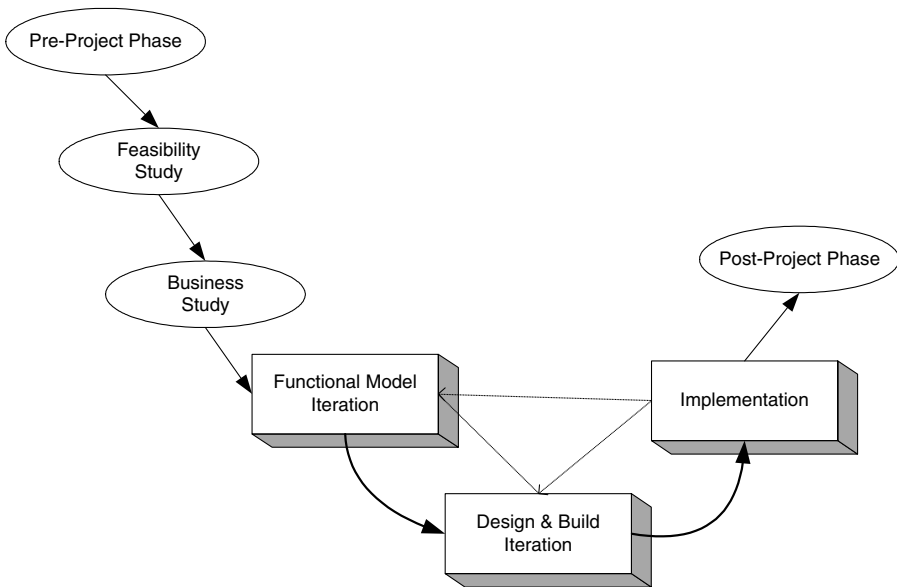 Pre-Project Phase
Feasibility
Study
Business
Study
Post-Project Phase
Functional Model
Iteration
Implementation
Design & Build
Iteration